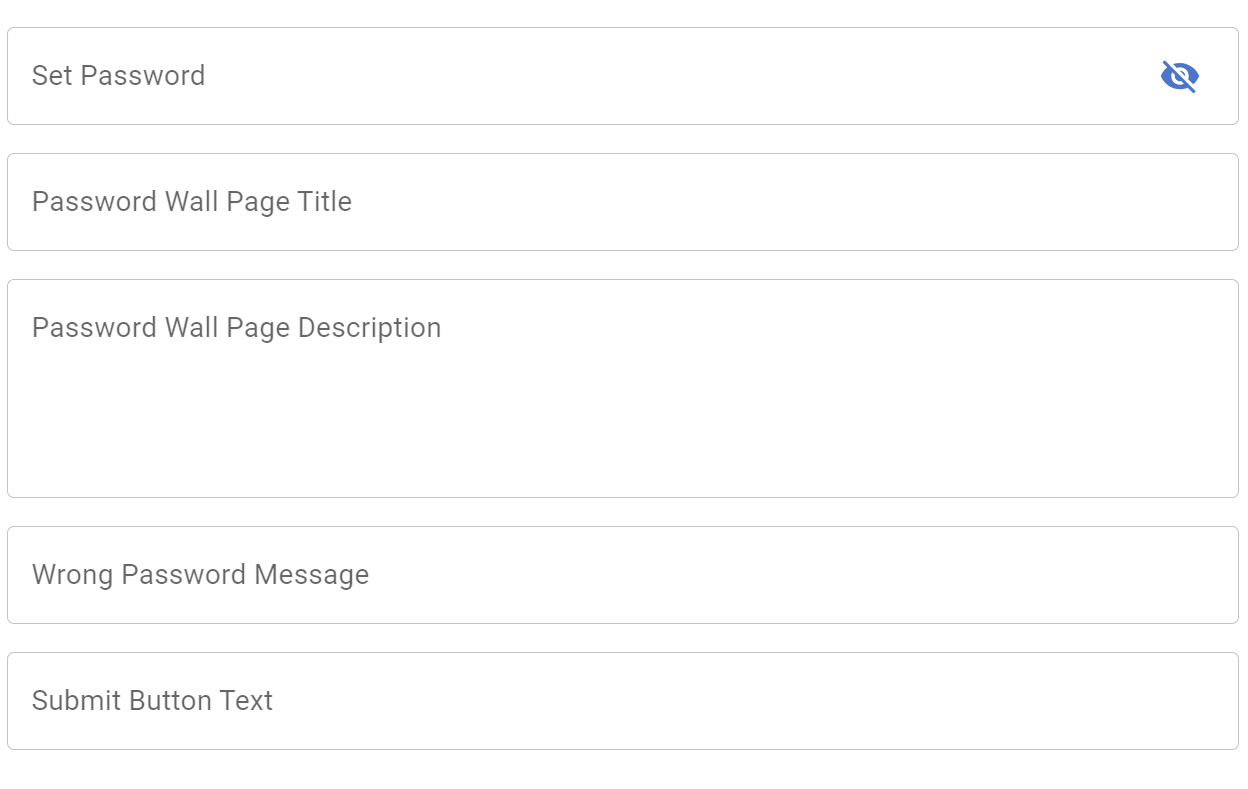 Set Password
Password Wall Page Title
Password Wall Page Description
Wrong Password Message
Submit Button Text